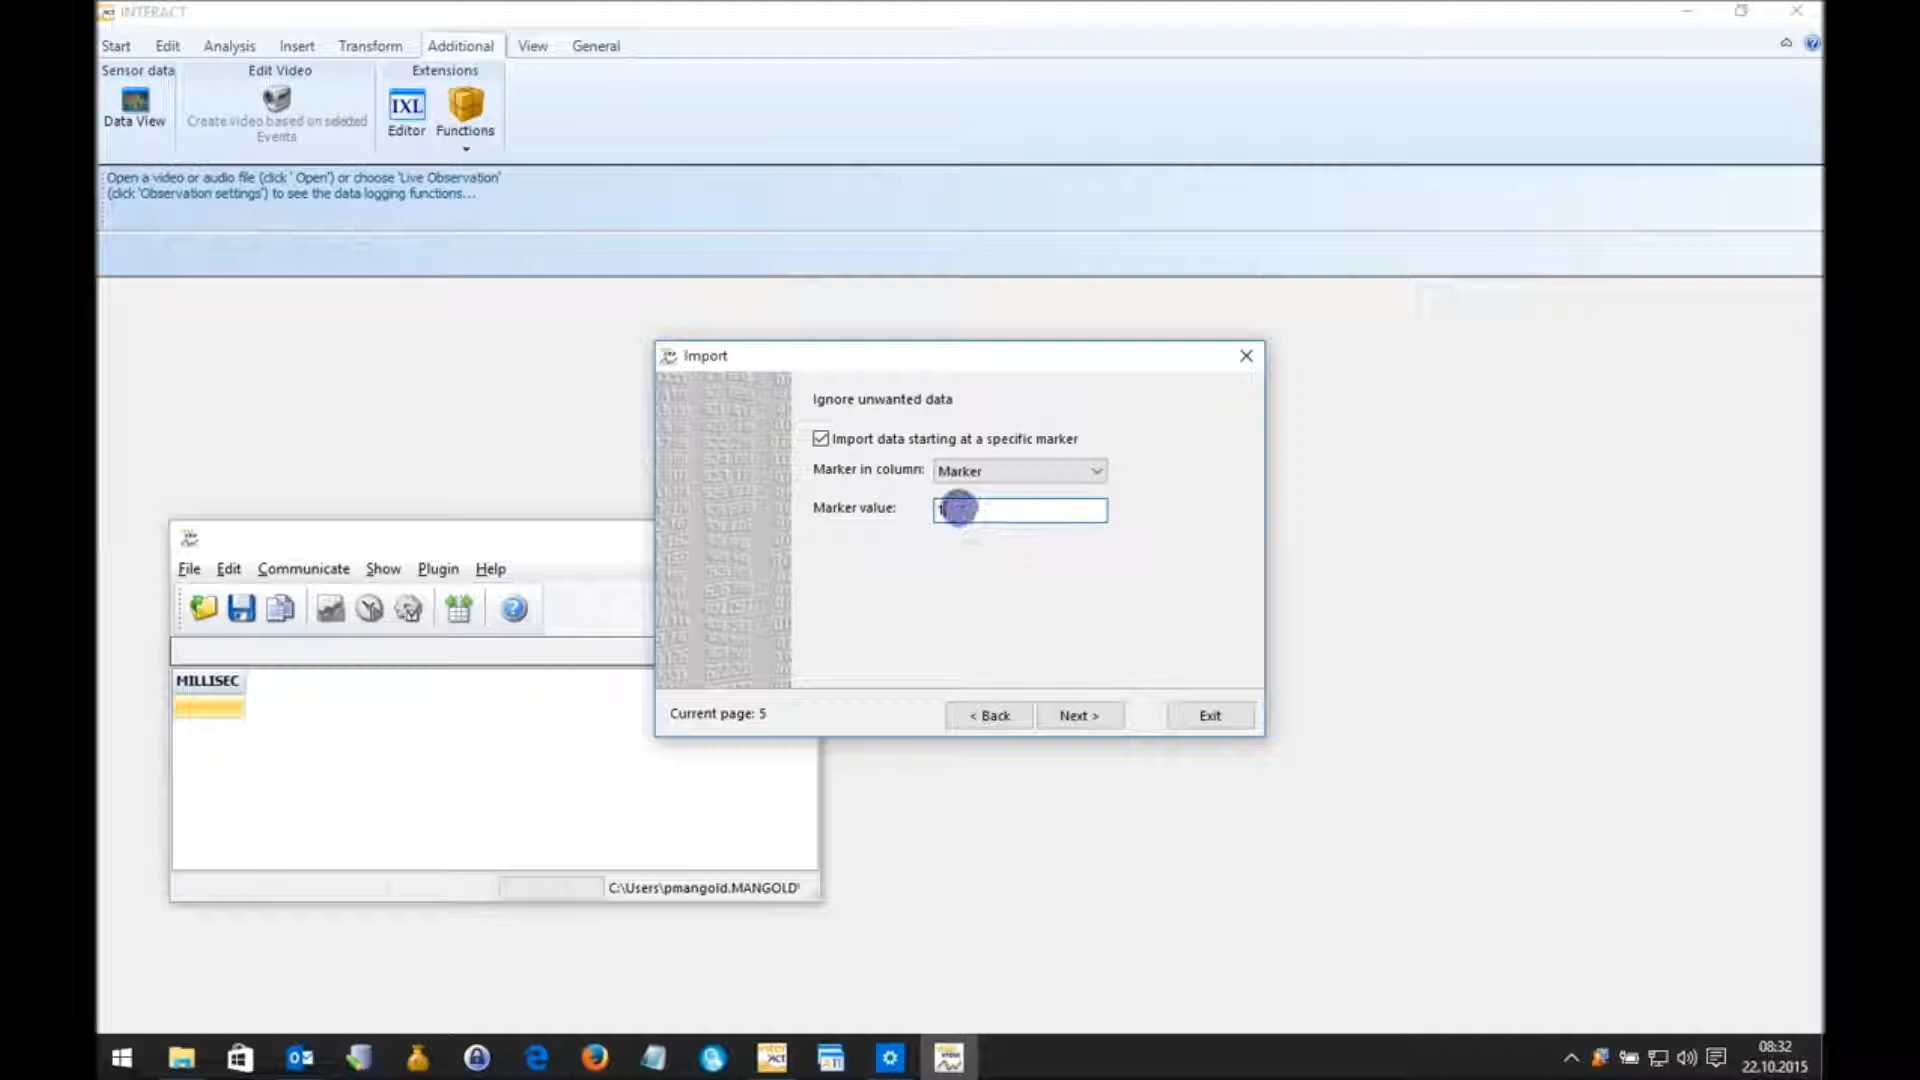 INTERACT
Start Edit Analysis Insert Transform Additional View General
Sensor data Edit Video Extensions
Data View
Create video based on selected
Events
IXL
Editor Functions
Open a video or audio file (click ' Open') or choose 'Live Observation'
(click 'Observation settings') to see the data logging functions...
Import
Ignore unwanted data
Import data starting at a specific marker
Marker in column: Marker
Marker value: 1
Current page: 5
< Back Next > Exit
File Edit Communicate Show Plugin Help
MILLISEC
C:\Users\pmangold.MANGOLD'
08:32
22.10.2015